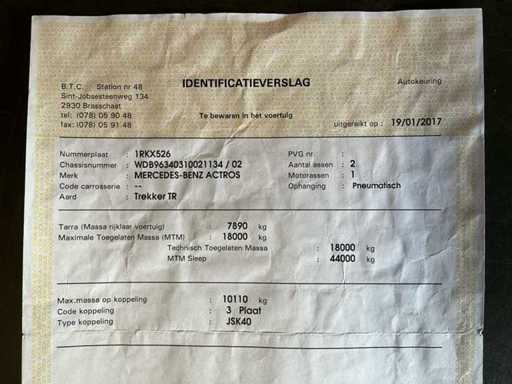 IDENTIFICATIEVERSLAG
Autokeuring
B.T.C. Station nr 48
Sint-Jobsesteenweg 134
2930 Brasschaat
tel: (078) 05 90 48
fax: (078) 05 91 48
Te bewaren in het voertuig
uitgereikt op : 19/01/2017
Nummerplaat : 1RKX526
PVG nr :
Chassisnummer : WDB96340310021134 / 02
Aantal assen : 2
Merk : MERCEDES-BENZ ACTROS
Motorassen : 1
Code carrosserie : --
Ophanging : Pneumatisch
Aard : Trekker TR
Tarra (Massa rijklaar voertuig) : 7890 kg
Maximale Toegelaten Massa (MTM) : 18000 kg
Technisch Toegelaten Massa : 18000 kg
MTM Sleep : 44000 kg
Max.massa op koppeling : 10110 kg
Code koppeling : 3 Plaat
Type koppeling : JSK40